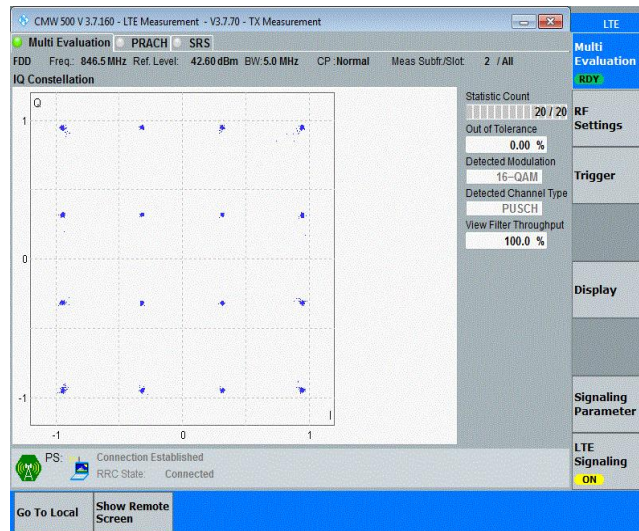 CMW 500 V 3.7.160 - LTE Measurement - V3.7.70 - TX Measurement
LTE
Multi Evaluation PRACH SRS
Multi
Evaluation
RDY
FDD Freq.: 846.5 MHz Ref. Level: 42.60 dBm BW: 5.0 MHz CP :Normal Meas Subfr./Slot: 2 / All
IQ Constellation
Q
1
0
-1
-1 0 1
I
Statistic Count
20 / 20
Out of Tolerance
0.00 %
Detected Modulation
16-QAM
Detected Channel Type
PUSCH
View Filter Throughput
100.0 %
RF
Settings
Trigger
Display
Signaling
Parameter
LTE
Signaling
ON
PS: Connection Established
RRC State: Connected
Go To Local
Show Remote
Screen